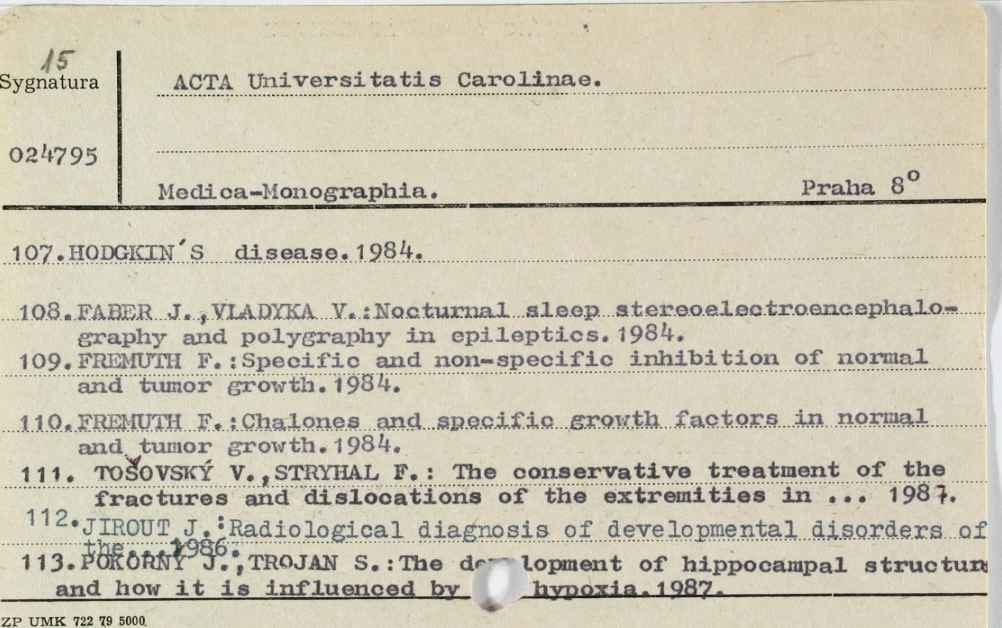 15
Sygnatura
ACTA Universitatis Carolinae.
024795
Medica-Monographia. Praha 8°
107. HODGKIN´S disease. 1984.
108. FABER J., VLADYKA V.: Nocturnal sleep stereoelectroencephalo-
graphy and polygraphy in epileptics. 1984.
109. FREMUTH F.: Specific and non-specific inhibition of normal
and tumor growth. 1984.
110. FREMUTH F.: Chalones and specific growth factors in normal
and tumor growth. 1984.
111. TOŠOVSKÝ V., STRYHAL F.: The conservative treatment of the
fractures and dislocations of the extremities in ... 1987.
112. JIROUT J.: Radiological diagnosis of developmental disorders of
the... 1986.
113. POKORNÝ J., TROJAN S.: The lopment of hippocampal structure
and how it is influenced by hypoxia. 1987.
ZP UMK 722 79 5000